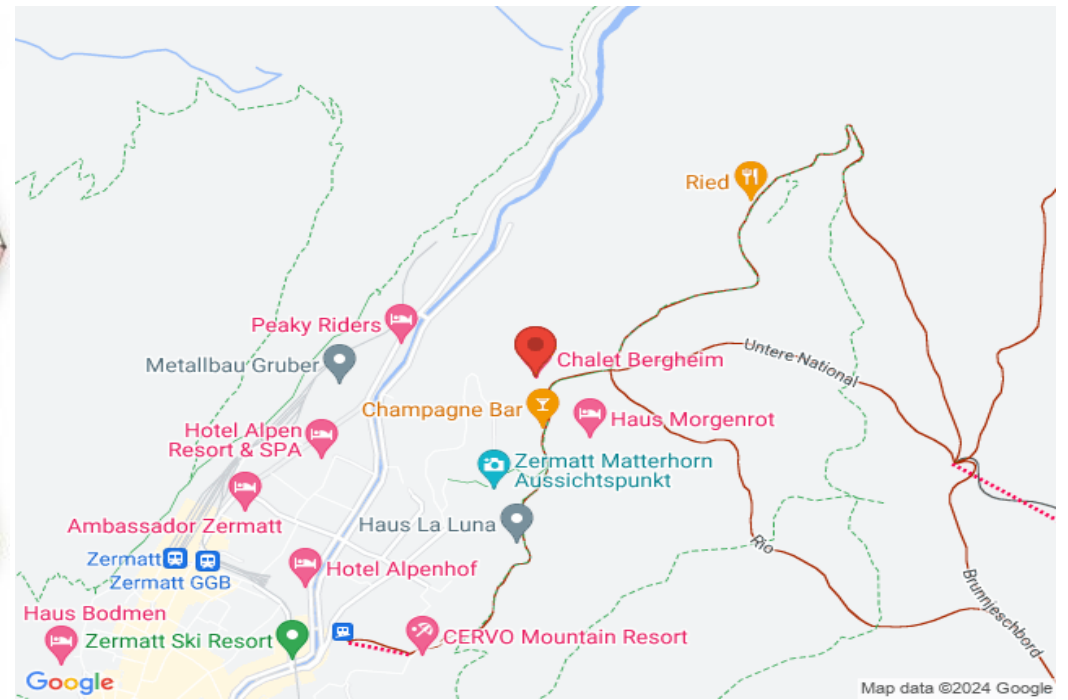 Ried
Peaky Riders
Metallbau Gruber
Chalet Bergheim
Untere National
Champagne Bar
Haus Morgenrot
Hotel Alpen
Resort & SPA
Zermatt Matterhorn
Aussichtspunkt
Haus La Luna
Ambassador Zermatt
Rio
Zermatt
Zermatt GGB
Hotel Alpenhof
Brunnjeschbord
Haus Bodmen
Zermatt Ski Resort
CERVO Mountain Resort
Google
Map data ©2024 Google